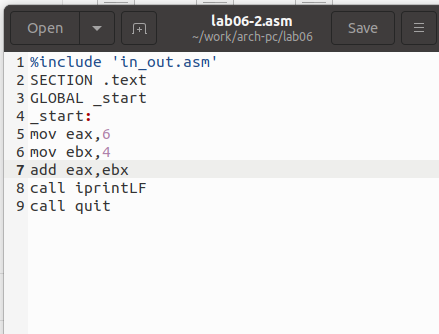 lab06-2.asm
Open
~/work/arch-pc/lab06
Save
1 %include 'in_out.asm'
2 SECTION .text
3 GLOBAL _start
4 _start:
5 mov eax,6
6 mov ebx,4
7 add eax,ebx
8 call iprintLF
9 call quit